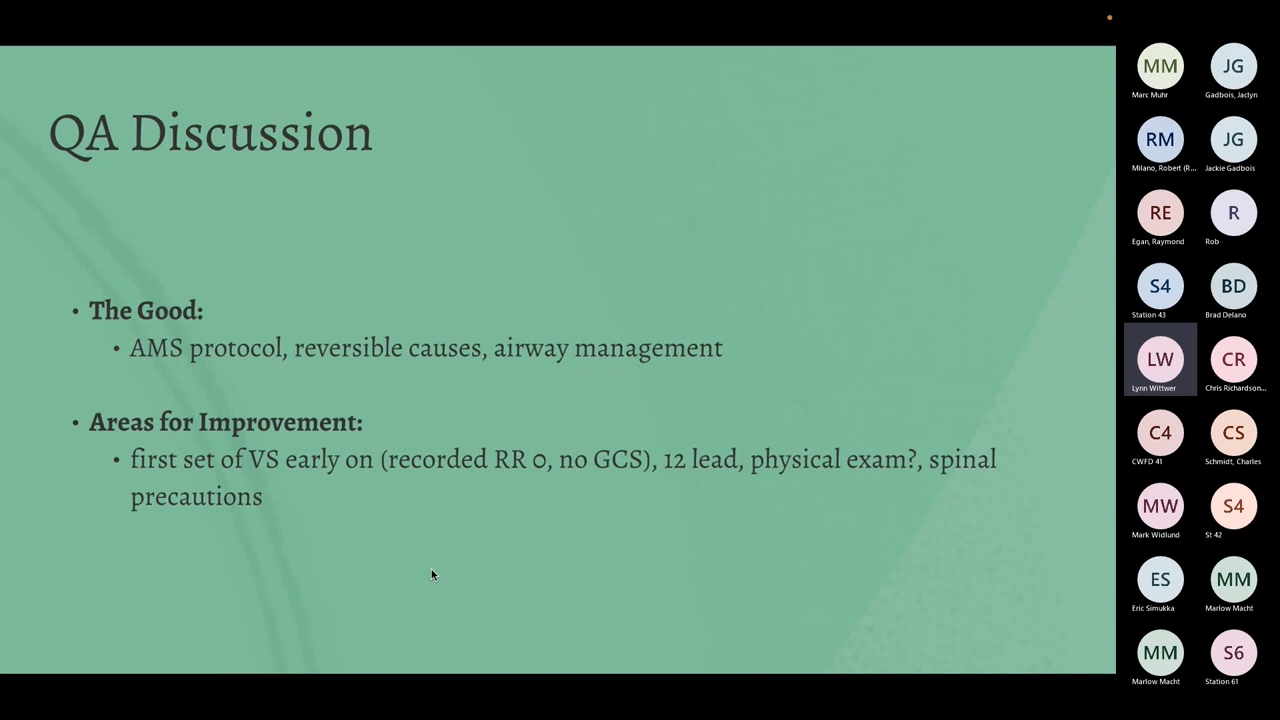 QA Discussion
• The Good:
• AMS protocol, reversible causes, airway management
• Areas for Improvement:
• first set of VS early on (recorded RR 0, no GCS), 12 lead, physical exam?, spinal
precautions
MM JG
Marc Muhr Gadbois, Jaclyn
RM JG
Milano, Robert (R... Jackie Gadbois
RE R
Egan, Raymond Rob
S4 BD
Station 43 Brad Delano
LW CR
Lynn Wittwer Chris Richardson...
C4 CS
CWFD 41 Schmidt, Charles
MW S4
Mark Widlund St 42
ES MM
Eric Simukka Marlow Macht
MM S6
Marlow Macht Station 61